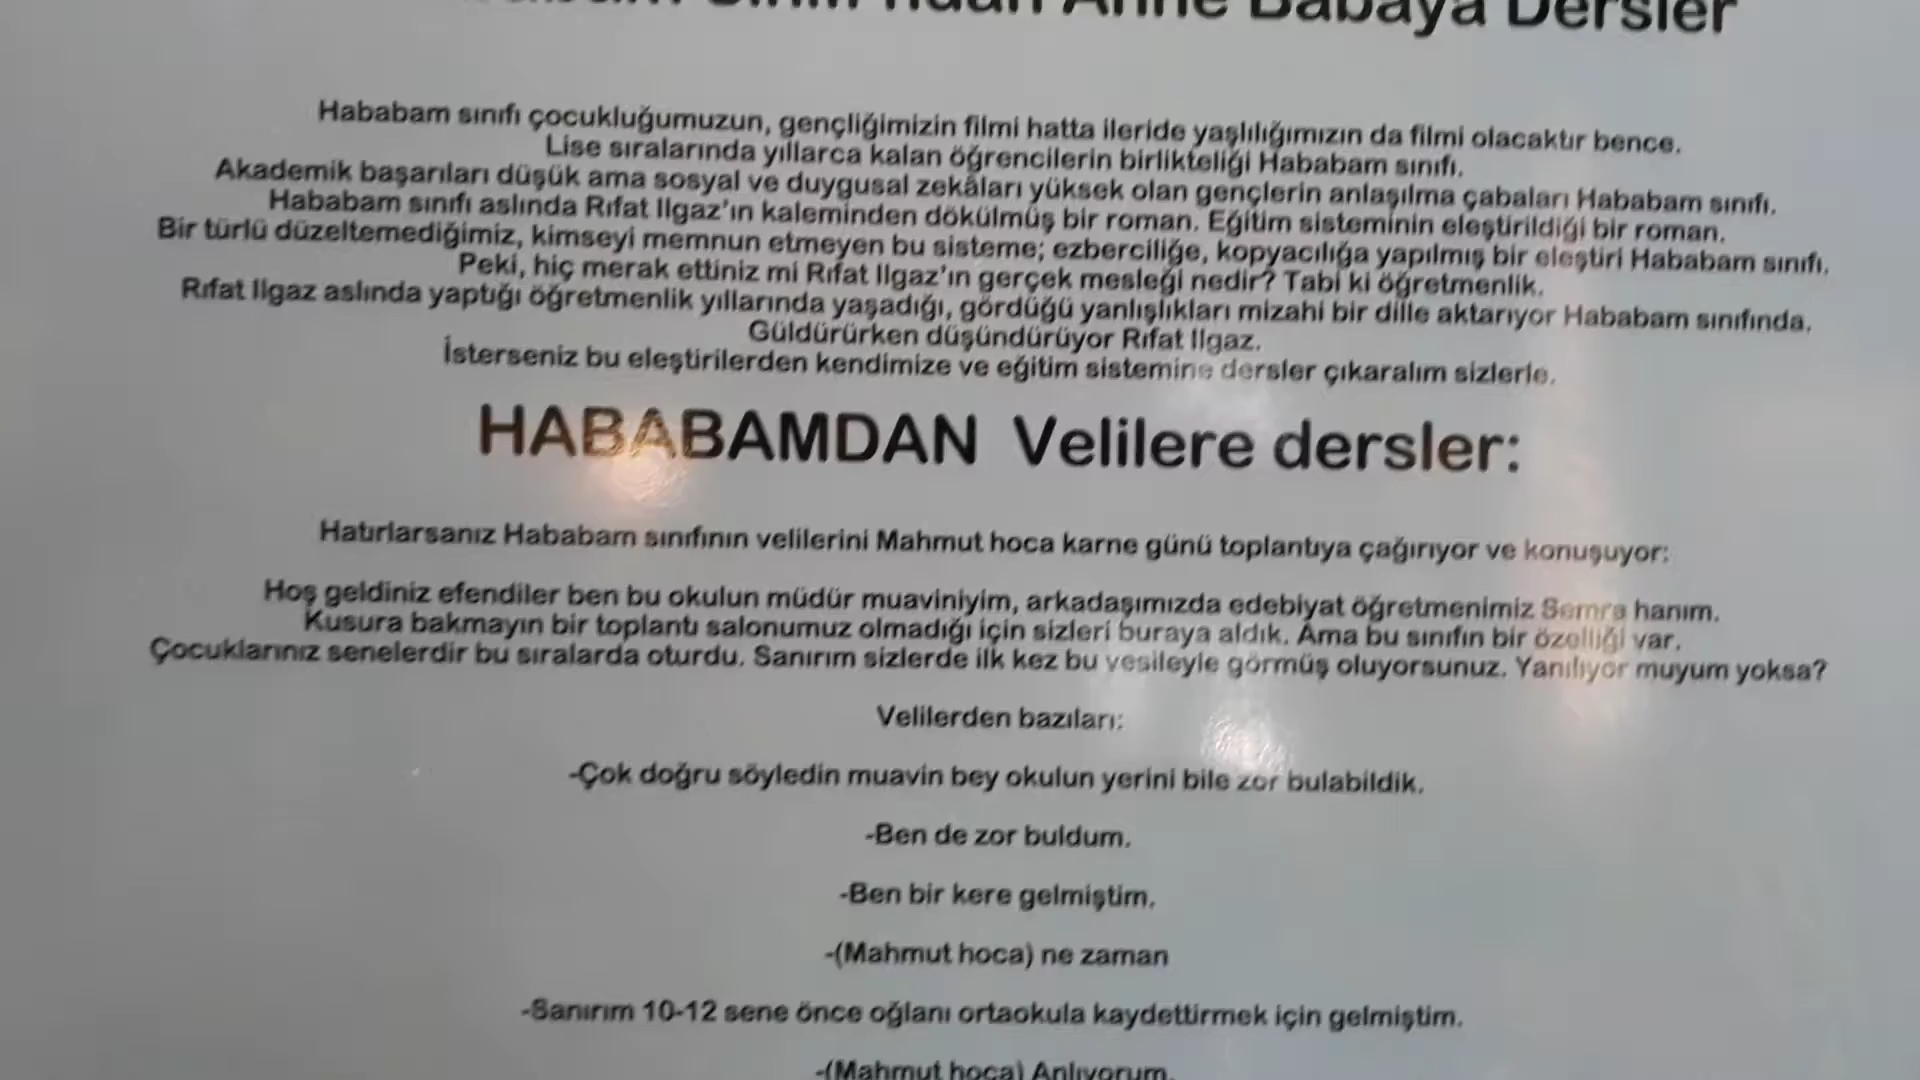 Anne Babaya Dersler
Hababam sınıfı çocukluğumuzun, gençliğimizin filmi hatta ileride yaşlılığımızın da filmi olacaktır bence.
Lise sıralarında yıllarca kalan öğrencilerin birlikteliği Hababam sınıfı.
Akademik başarıları düşük ama sosyal ve duygusal zekâları yüksek olan gençlerin anlaşılma çabaları Hababam sınıfı.
Hababam sınıfı aslında Rıfat Ilgaz'ın kaleminden dökülmüş bir roman. Eğitim sisteminin eleştirildiği bir roman.
Bir türlü düzeltemediğimiz, kimseyi memnun etmeyen bu sisteme; ezberciliğe, kopyacılığa yapılmış bir eleştiri Hababam sınıfı.
Peki, hiç merak ettiniz mi Rıfat Ilgaz'ın gerçek mesleği nedir? Tabi ki öğretmenlik.
Rıfat Ilgaz aslında yaptığı öğretmenlik yıllarında yaşadığı, gördüğü yanlışlıkları mizahi bir dille aktarıyor Hababam sınıfında.
Güldürürken düşündürüyor Rıfat Ilgaz.
İsterseniz bu eleştirilerden kendimize ve eğitim sistemine dersler çıkaralım sizlerle.
HABABAMDAN Velilere dersler:
Hatırlarsanız Hababam sınıfının velilerini Mahmut hoca karne günü toplantıya çağırıyor ve konuşuyor:
Hoş geldiniz efendiler ben bu okulun müdür muaviniyim, arkadaşımızda edebiyat öğretmenimiz Semra hanım.
Kusura bakmayın bir toplantı salonumuz olmadığı için sizleri buraya aldık. Ama bu sınıfın bir özelliği var.
Çocuklarınız senelerdir bu sıralarda oturdu. Sanırım sizlerde ilk kez bu vesileyle görmüş oluyorsunuz. Yanılıyor muyum yoksa?
Velilerden bazıları:
-Çok doğru söyledin muavin bey okulun yerini bile zor bulabildik.
-Ben de zor buldum.
-Ben bir kere gelmiştim.
-(Mahmut hoca) ne zaman
-Sanırım 10-12 sene önce oğlanı ortaokula kaydettirmek için gelmiştim.
-(Mahmut hoca) Anlıyorum.